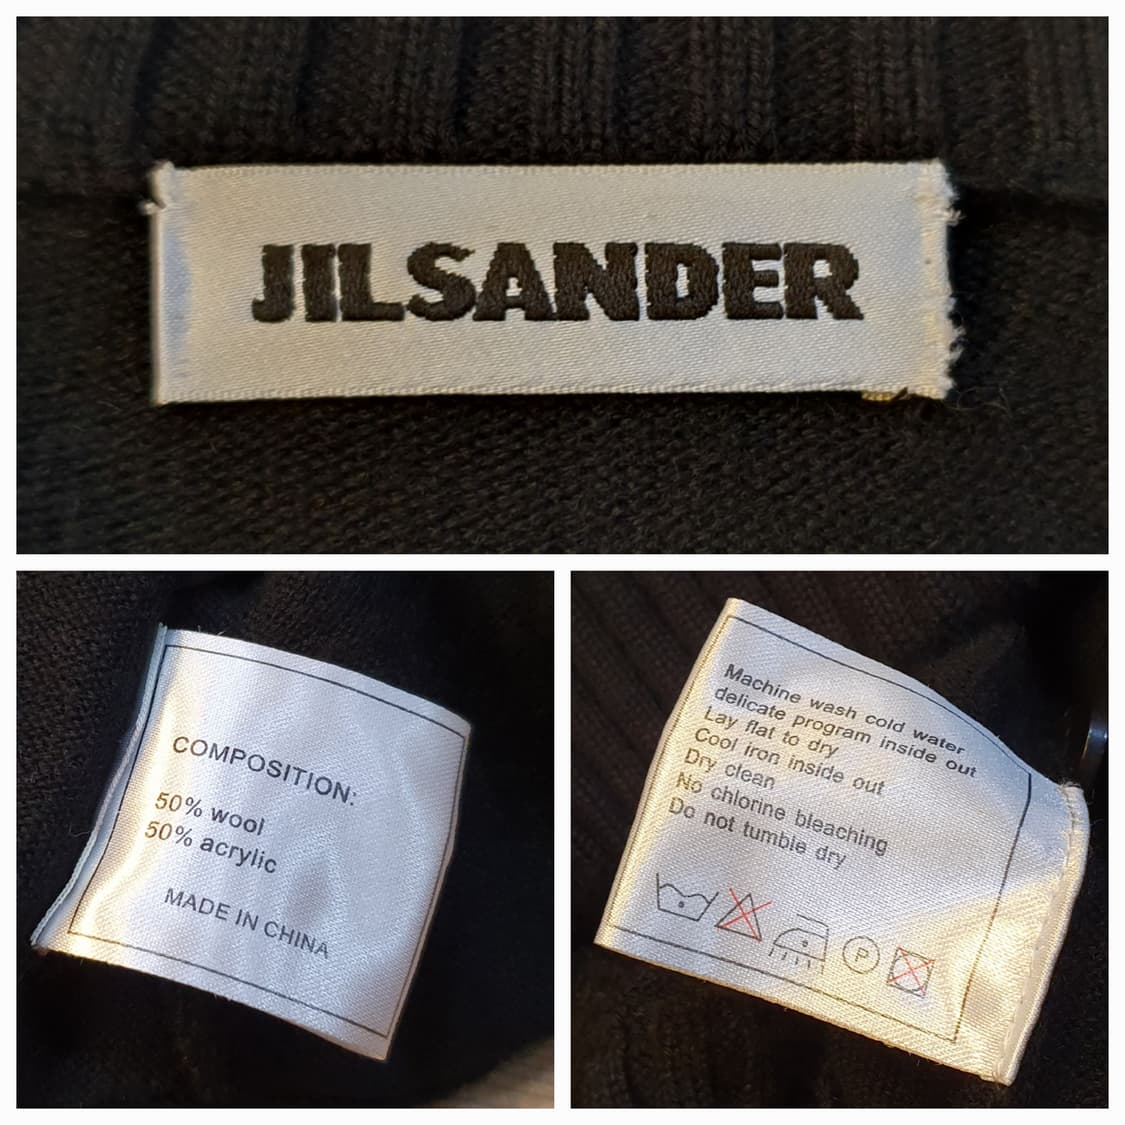 JILSANDER
COMPOSITION:
50% wool
50% acrylic
MADE IN CHINA
Machine wash cold water
delicate program inside out
Lay flat to dry
Cool iron inside out
Dry clean
No chlorine bleaching
Do not tumble dry
P